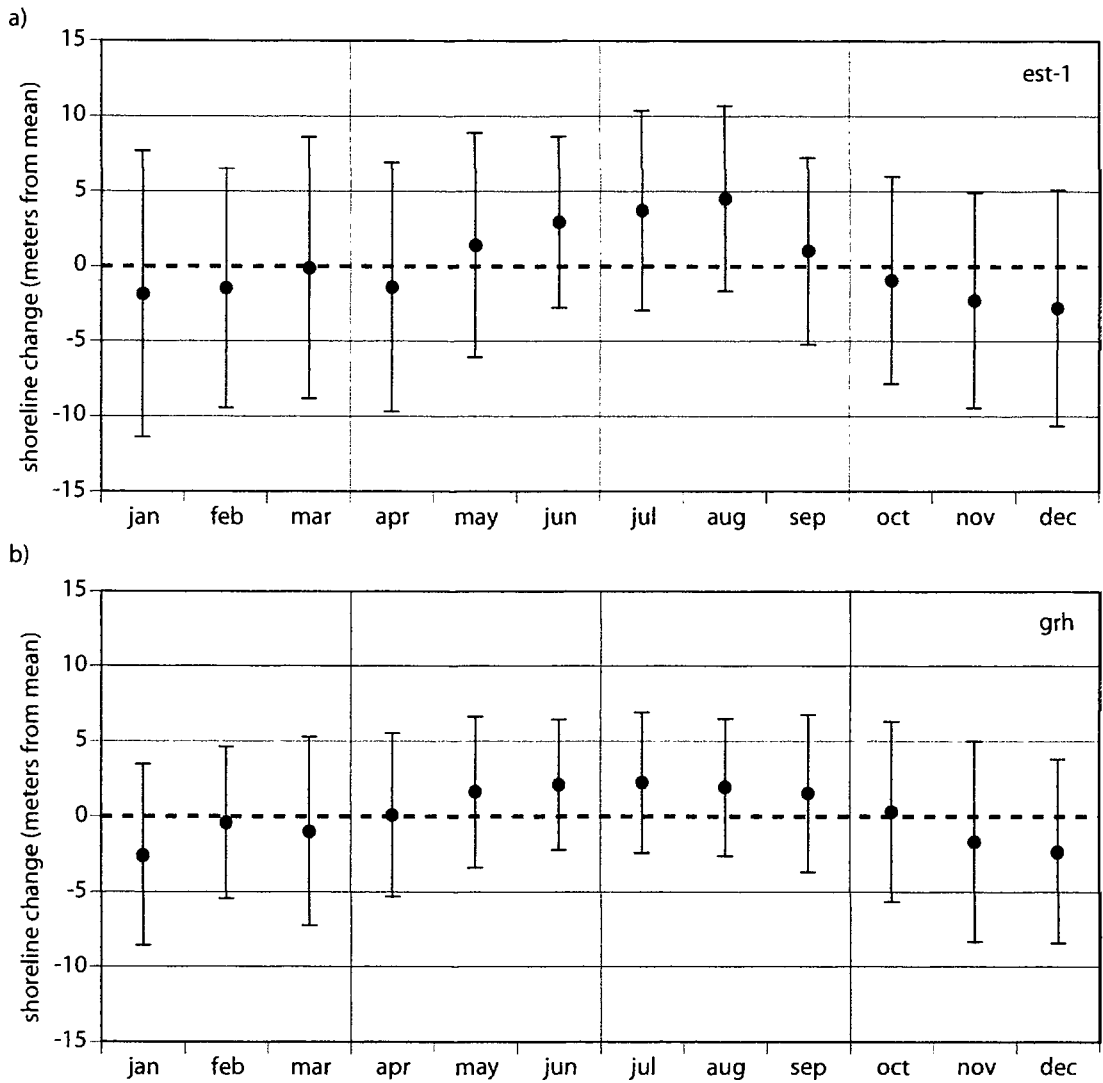 a)
15
est-1
10
5
0
-5
-10
-15
shoreline change (meters from mean)
jan feb mar apr may jun jul aug sep oct nov dec
b)
15
grh
10
5
0
-5
-10
-15
shoreline change (meters from mean)
jan feb mar apr may jun jul aug sep oct nov dec